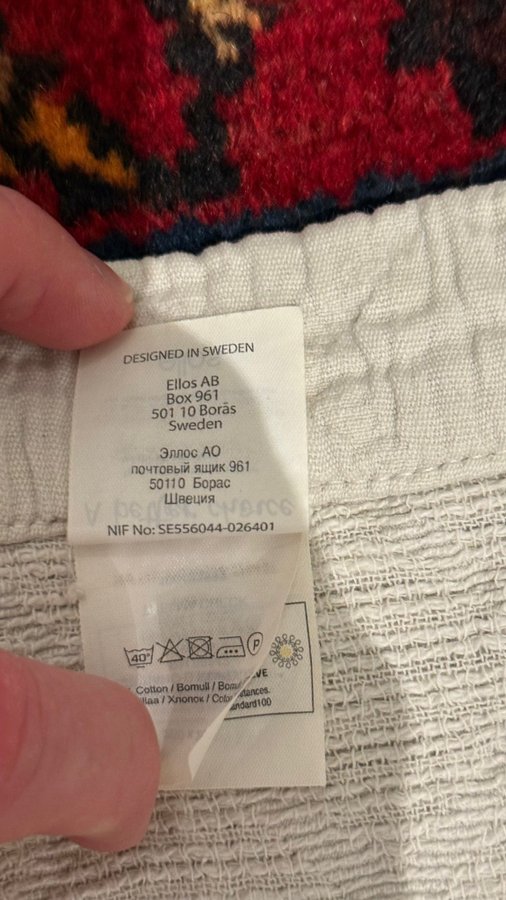 DESIGNED IN SWEDEN
Ellos AB
Box 961
501 10 Borås
Sweden
Эллос АО
почтовый ящик 961
50110 Борас
Швеция
NIF No: SE556044-026401
40°
P
Cotton / Bomull /
/ Хлопок /